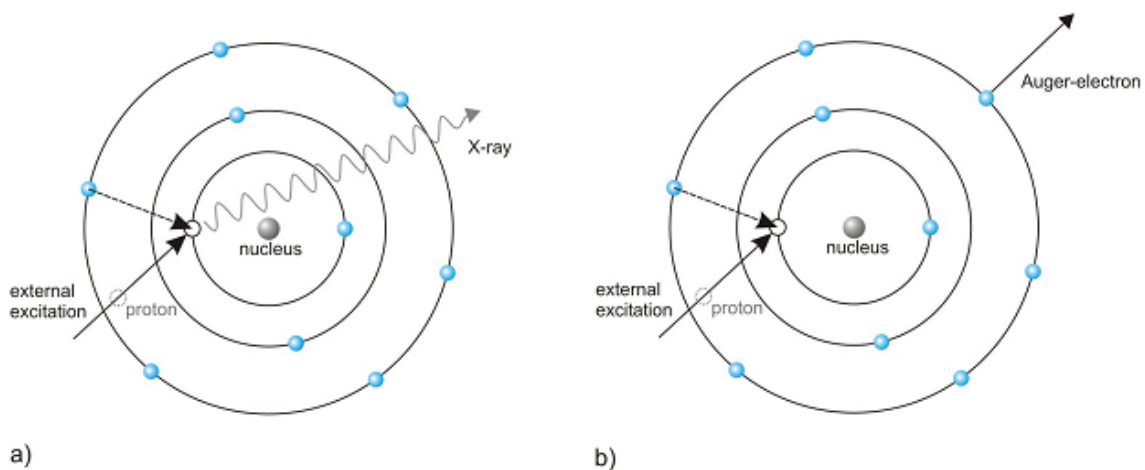 X-ray
nucleus
external
excitation
proton
a)
Auger-electron
nucleus
external
excitation
proton
b)